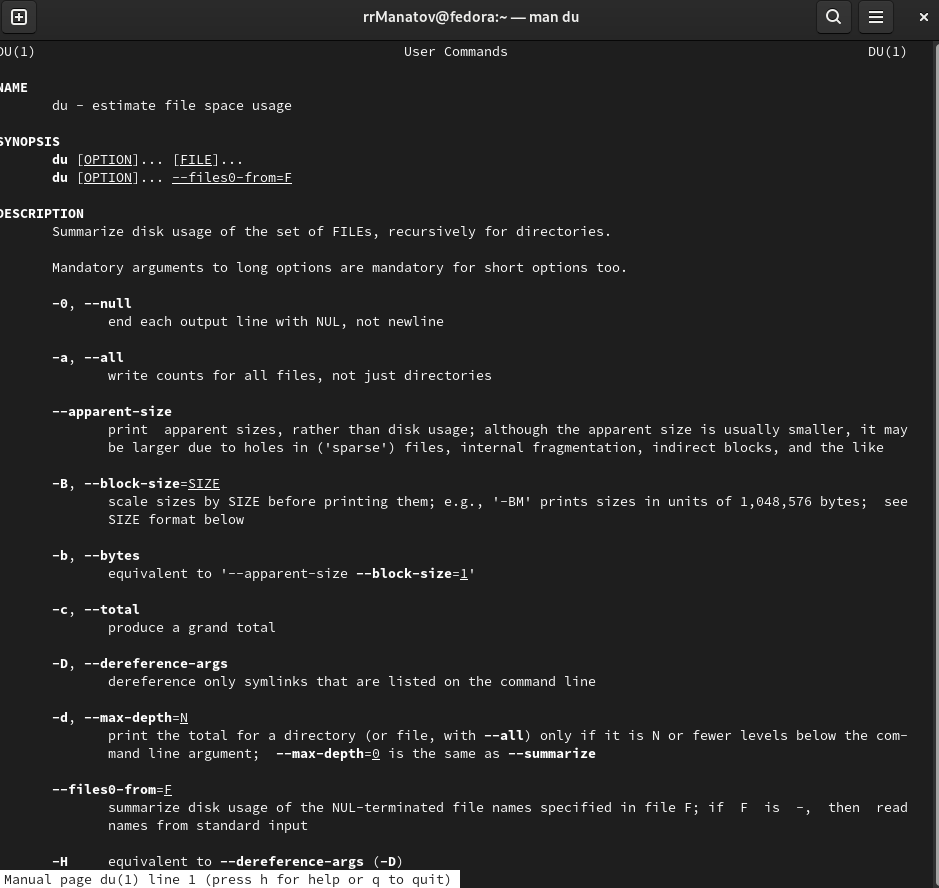 rrManatov@fedora:~ — man du
DU(1) User Commands DU(1)
NAME
du - estimate file space usage
SYNOPSIS
du [OPTION]... [FILE]...
du [OPTION]... --files0-from=F
DESCRIPTION
Summarize disk usage of the set of FILEs, recursively for directories.
Mandatory arguments to long options are mandatory for short options too.
-0, --null
end each output line with NUL, not newline
-a, --all
write counts for all files, not just directories
--apparent-size
print  apparent sizes, rather than disk usage; although the apparent size is usually smaller, it may
be larger due to holes in ('sparse') files, internal fragmentation, indirect blocks, and the like
-B, --block-size=SIZE
scale sizes by SIZE before printing them; e.g., '-BM' prints sizes in units of 1,048,576 bytes;  see
SIZE format below
-b, --bytes
equivalent to '--apparent-size --block-size=1'
-c, --total
produce a grand total
-D, --dereference-args
dereference only symlinks that are listed on the command line
-d, --max-depth=N
print the total for a directory (or file, with --all) only if it is N or fewer levels below the com-
mand line argument;  --max-depth=0 is the same as --summarize
--files0-from=F
summarize disk usage of the NUL-terminated file names specified in file F; if  F  is  -,  then  read
names from standard input
-H equivalent to --dereference-args (-D)
Manual page du(1) line 1 (press h for help or q to quit)